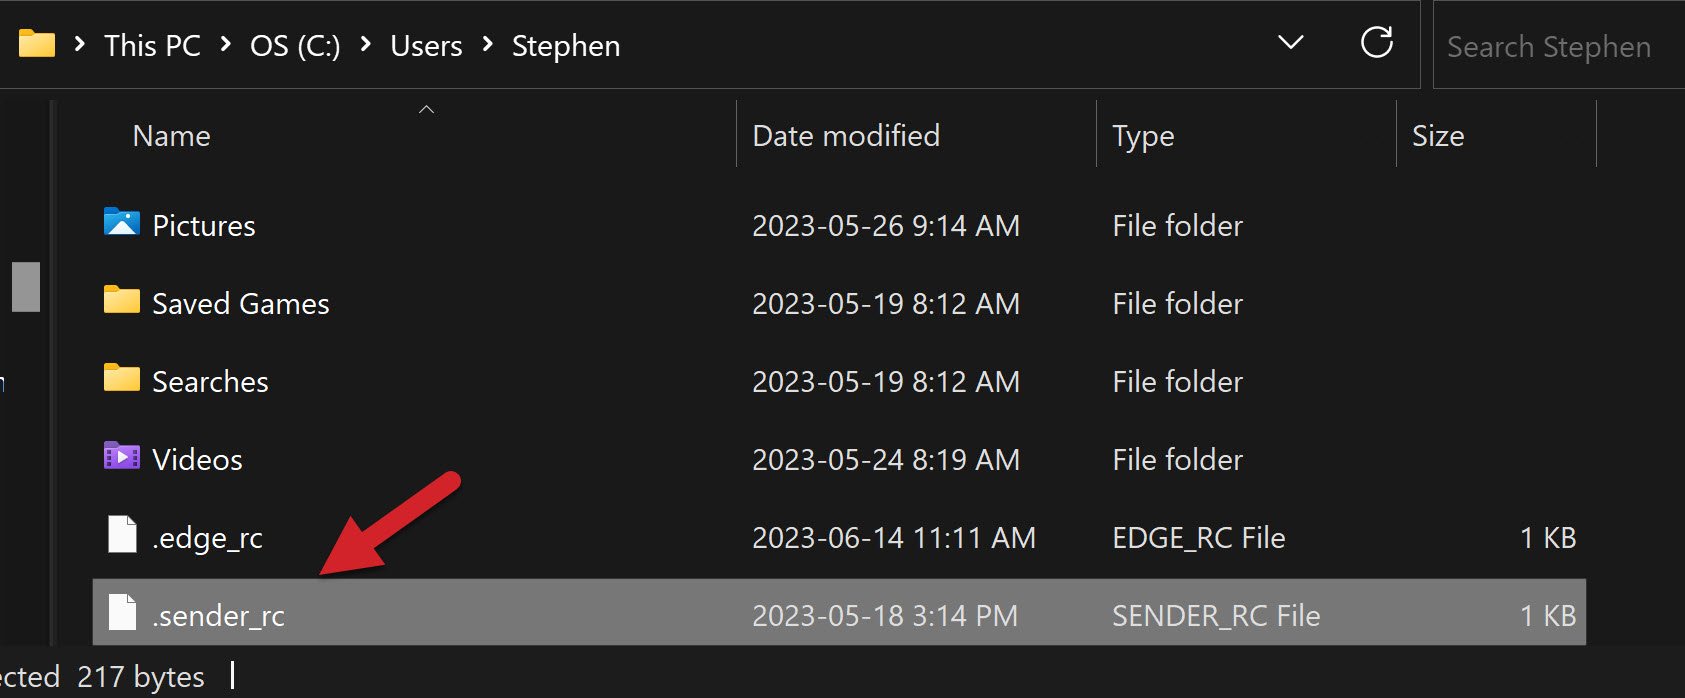 This PC > OS (C:) > Users > Stephen Search Stephen
Name Date modified Type Size
Pictures 2023-05-26 9:14 AM File folder
Saved Games 2023-05-19 8:12 AM File folder
Searches 2023-05-19 8:12 AM File folder
Videos 2023-05-24 8:19 AM File folder
.edge_rc 2023-06-14 11:11 AM EDGE_RC File 1 KB
.sender_rc 2023-05-18 3:14 PM SENDER_RC File 1 KB
217 bytes